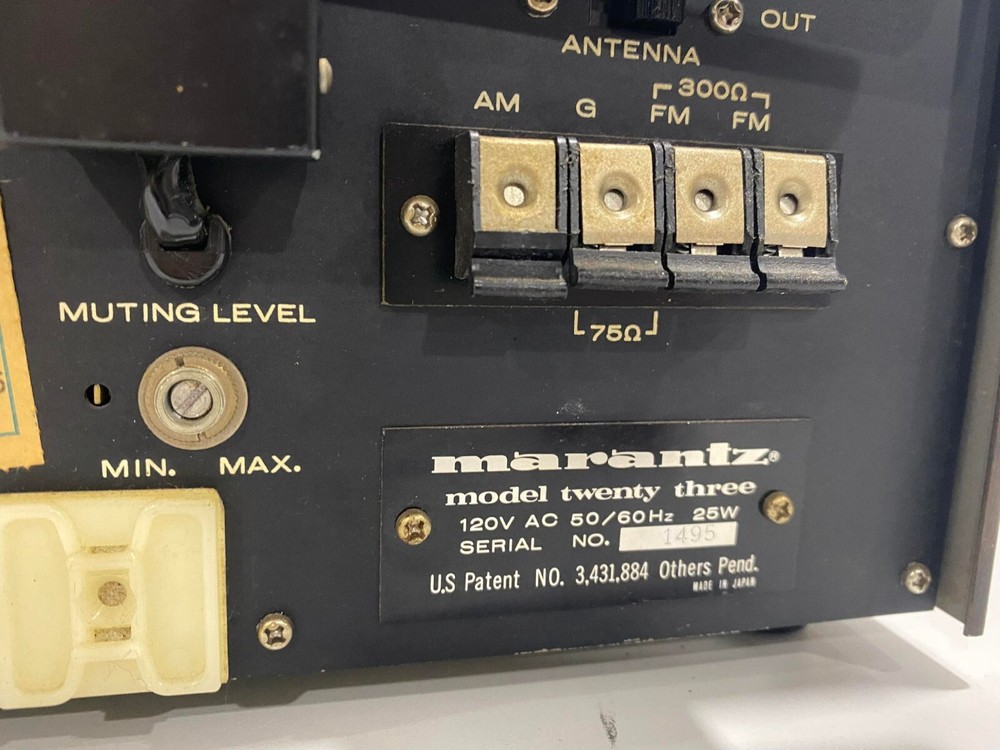 OUT
ANTENNA
300Ω
AM G FM FM
75Ω
MUTING LEVEL
MIN. MAX.
marantz®
model twenty three
120V AC 50/60Hz 25W
SERIAL NO. 1495
U.S Patent NO. 3,431,884 Others Pend.
MADE IN JAPAN